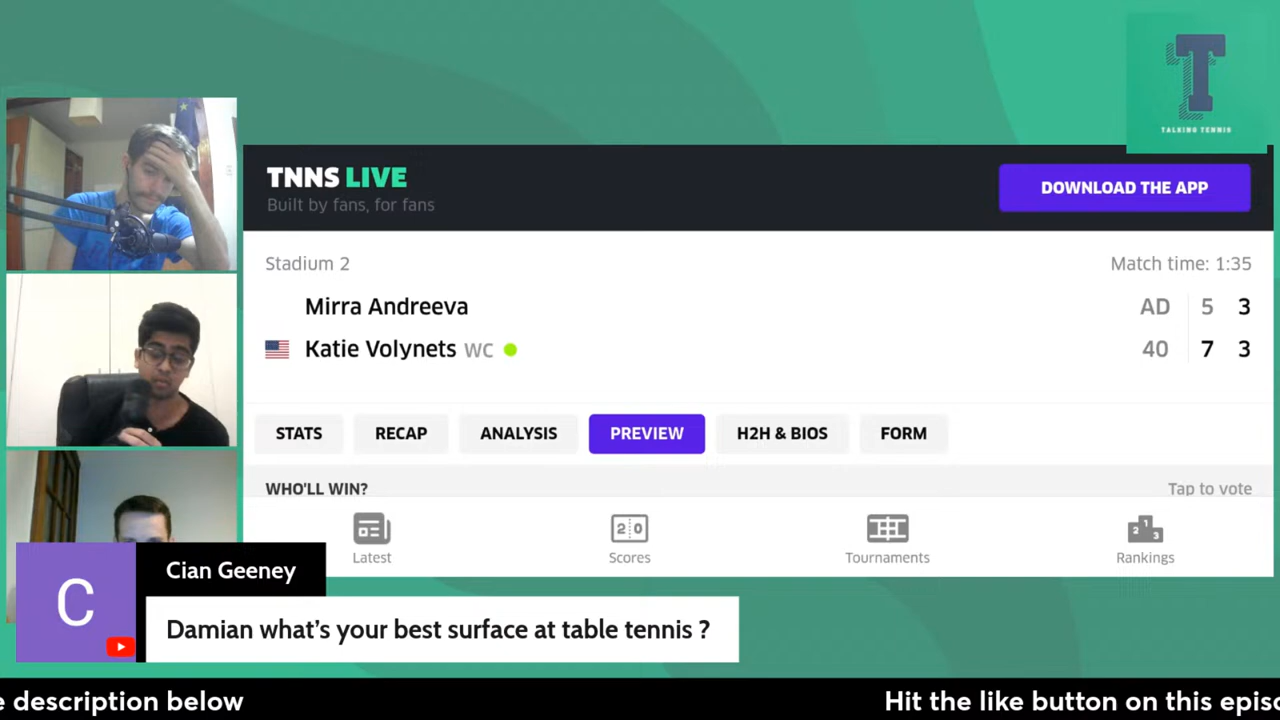 T
TALKING TENNIS
TNNS LIVE
Built by fans, for fans
DOWNLOAD THE APP
Stadium 2
Match time: 1:35
Mirra Andreeva
AD 5 3
Katie Volynets WC
40 7 3
STATS
RECAP
ANALYSIS
PREVIEW
H2H & BIOS
FORM
WHO'LL WIN?
Tap to vote
2 0
2 1 3
Latest
Scores
Tournaments
Rankings
C
Cian Geeney
Damian what's your best surface at table tennis ?
e description below
Hit the like button on this episo